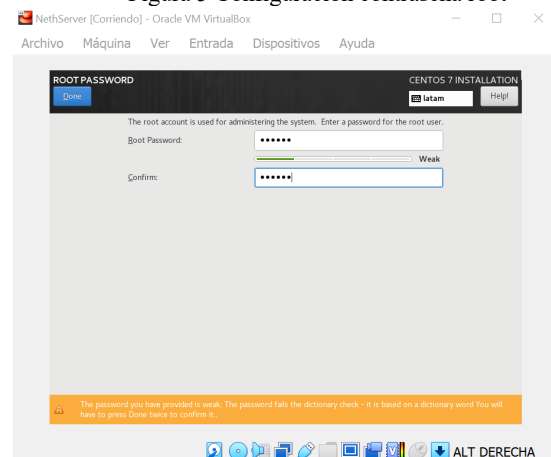 NethServer [Corriendo] - Oracle VM VirtualBox
Archivo Máquina Ver Entrada Dispositivos Ayuda
ROOT PASSWORD
CENTOS 7 INSTALLATION
Done
latam
Help!
The root account is used for administering the system. Enter a password for the root user.
Root Password:
••••••
Weak
Confirm:
••••••
The password you have provided is weak: The password fails the dictionary check - it is based on a dictionary word You will
have to press Done twice to confirm it..
ALT DERECHA